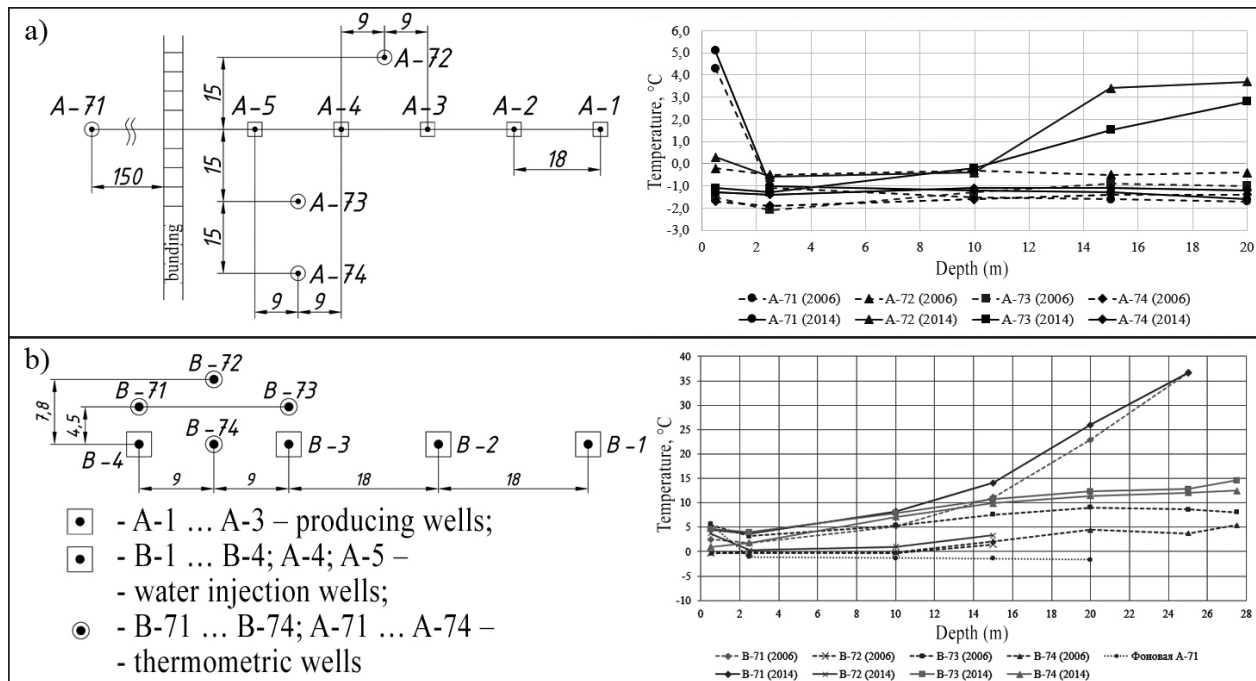 a)
9
9
A-72
15
A-71
A-5
A-4
A-3
A-2
A-1
150
18
15
A-73
15
A-74
bunding
9
9
Temperature, °C
6,0
5,0
4,0
3,0
2,0
1,0
0,0
-1,0
-2,0
-3,0
0 2 4 6 8 10 12 14 16 18 20
Depth (m)
A-71 (2006) A-72 (2006) A-73 (2006) A-74 (2006)
A-71 (2014) A-72 (2014) A-73 (2014) A-74 (2014)
b)
B-72
B-71
B-73
7,8
4,5
B-74
B-4
B-3
B-2
B-1
9
9
18
18
- A-1 ... A-3 – producing wells;
- B-1 ... B-4; A-4; A-5 –
- water injection wells;
- B-71 ... B-74; A-71 ... A-74 –
- thermometric wells
Temperature, °C
40
35
30
25
20
15
10
5
0
-5
-10
0 2 4 6 8 10 12 14 16 18 20 22 24 26 28
Depth (m)
B-71 (2006) B-72 (2006) B-73 (2006) B-74 (2006) Фоновая А-71
B-71 (2014) B-72 (2014) B-73 (2014) B-74 (2014)